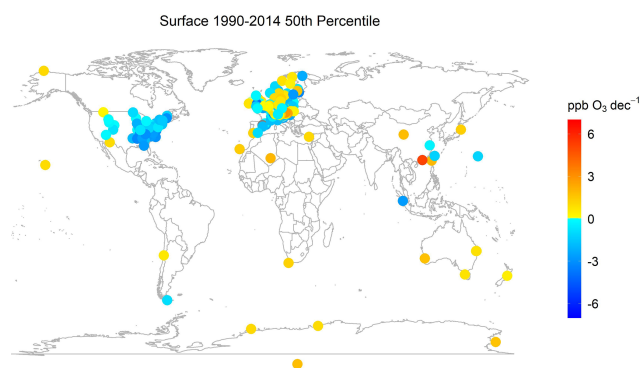 Surface 1990-2014 50th Percentile
ppb O₃ dec⁻¹
6
3
0
-3
-6